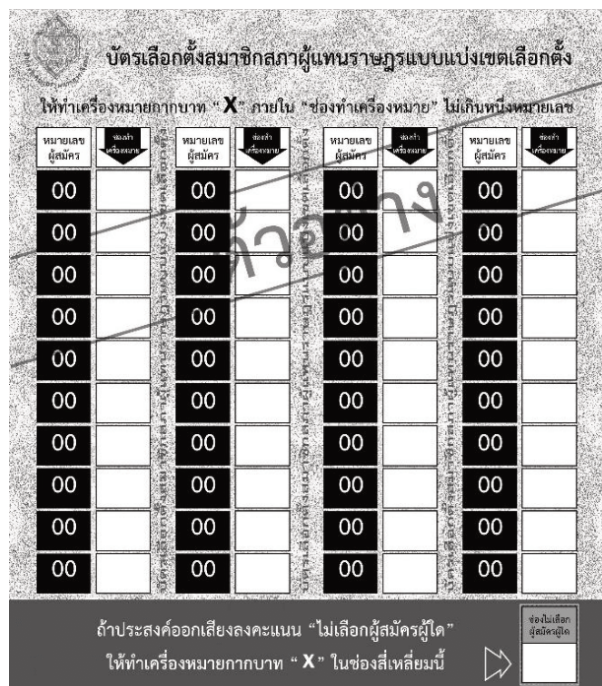 บัตรเลือกตั้งสมาชิกสภาผู้แทนราษฎรแบบแบ่งเขตเลือกตั้ง
ให้ทำเครื่องหมายกากบาท “ X ” ภายใน “ช่องทำเครื่องหมาย” ไม่เกินหนึ่งหมายเลข
หมายเลข ช่องทำ หมายเลข ช่องทำ หมายเลข ช่องทำ หมายเลข ช่องทำ
ผู้สมัคร เครื่องหมาย ผู้สมัคร เครื่องหมาย ผู้สมัคร เครื่องหมาย ผู้สมัคร เครื่องหมาย
00 00 00 00
00 00 00 00
ตัวอย่าง
00 00 00 00
00 00 00 00
00 00 00 00
00 00 00 00
00 00 00 00
00 00 00 00
00 00 00 00
00 00 00 00
ถ้าประสงค์ออกเสียงลงคะแนน “ไม่เลือกผู้สมัครผู้ใด”
ให้ทำเครื่องหมายกากบาท “ X ” ในช่องสี่เหลี่ยมนี้
ช่องไม่เลือก
ผู้สมัครผู้ใด